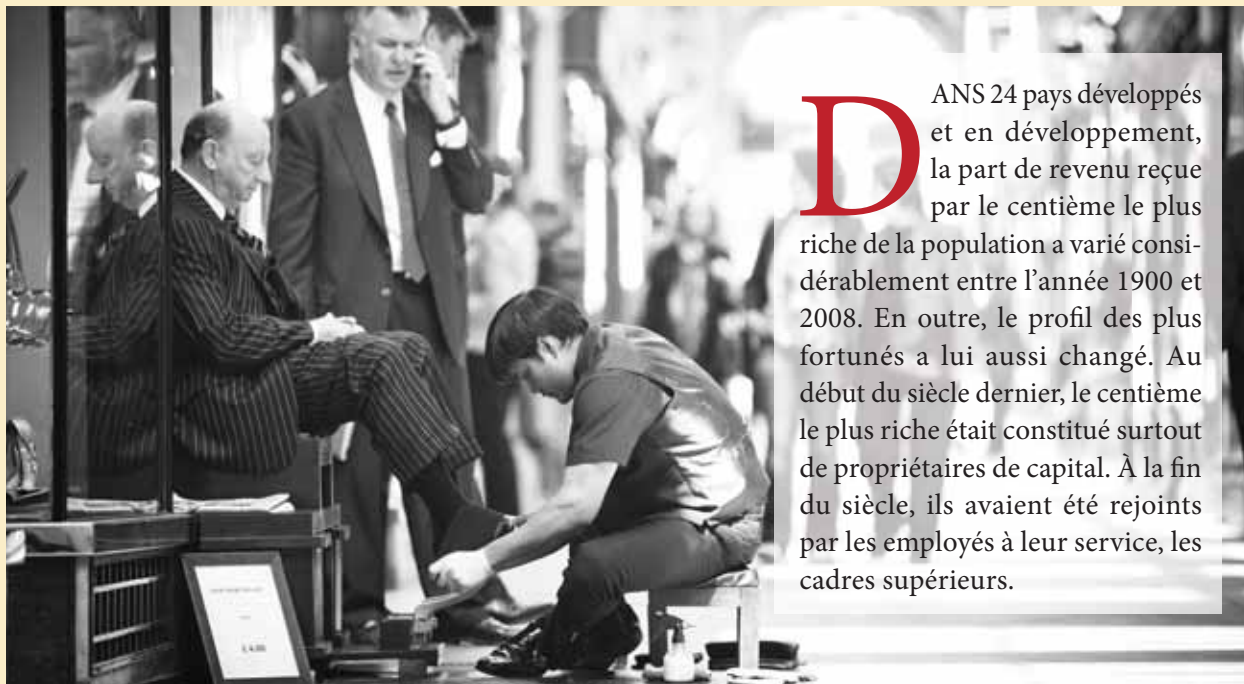 DANS 24 pays développés
et en développement,
la part de revenu reçue
par le centième le plus
riche de la population a varié consi-
dérablement entre l’année 1900 et
2008. En outre, le profil des plus
fortunés a lui aussi changé. Au
début du siècle dernier, le centième
le plus riche était constitué surtout
de propriétaires de capital. À la fin
du siècle, ils avaient été rejoints
par les employés à leur service, les
cadres supérieurs.